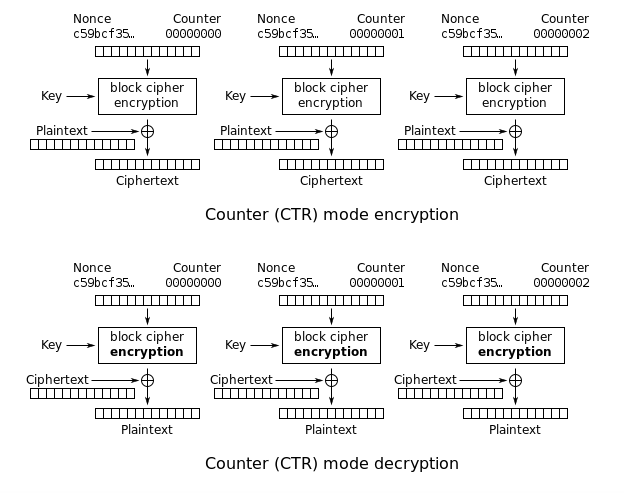 Nonce Counter Nonce Counter Nonce Counter
c59bcf35… 00000000 c59bcf35… 00000001 c59bcf35… 00000002
block cipher block cipher block cipher
Key encryption Key encryption Key encryption
Plaintext Plaintext Plaintext
Ciphertext Ciphertext Ciphertext
Counter (CTR) mode encryption
Nonce Counter Nonce Counter Nonce Counter
c59bcf35… 00000000 c59bcf35… 00000001 c59bcf35… 00000002
block cipher block cipher block cipher
Key encryption Key encryption Key encryption
Ciphertext Ciphertext Ciphertext
Plaintext Plaintext Plaintext
Counter (CTR) mode decryption